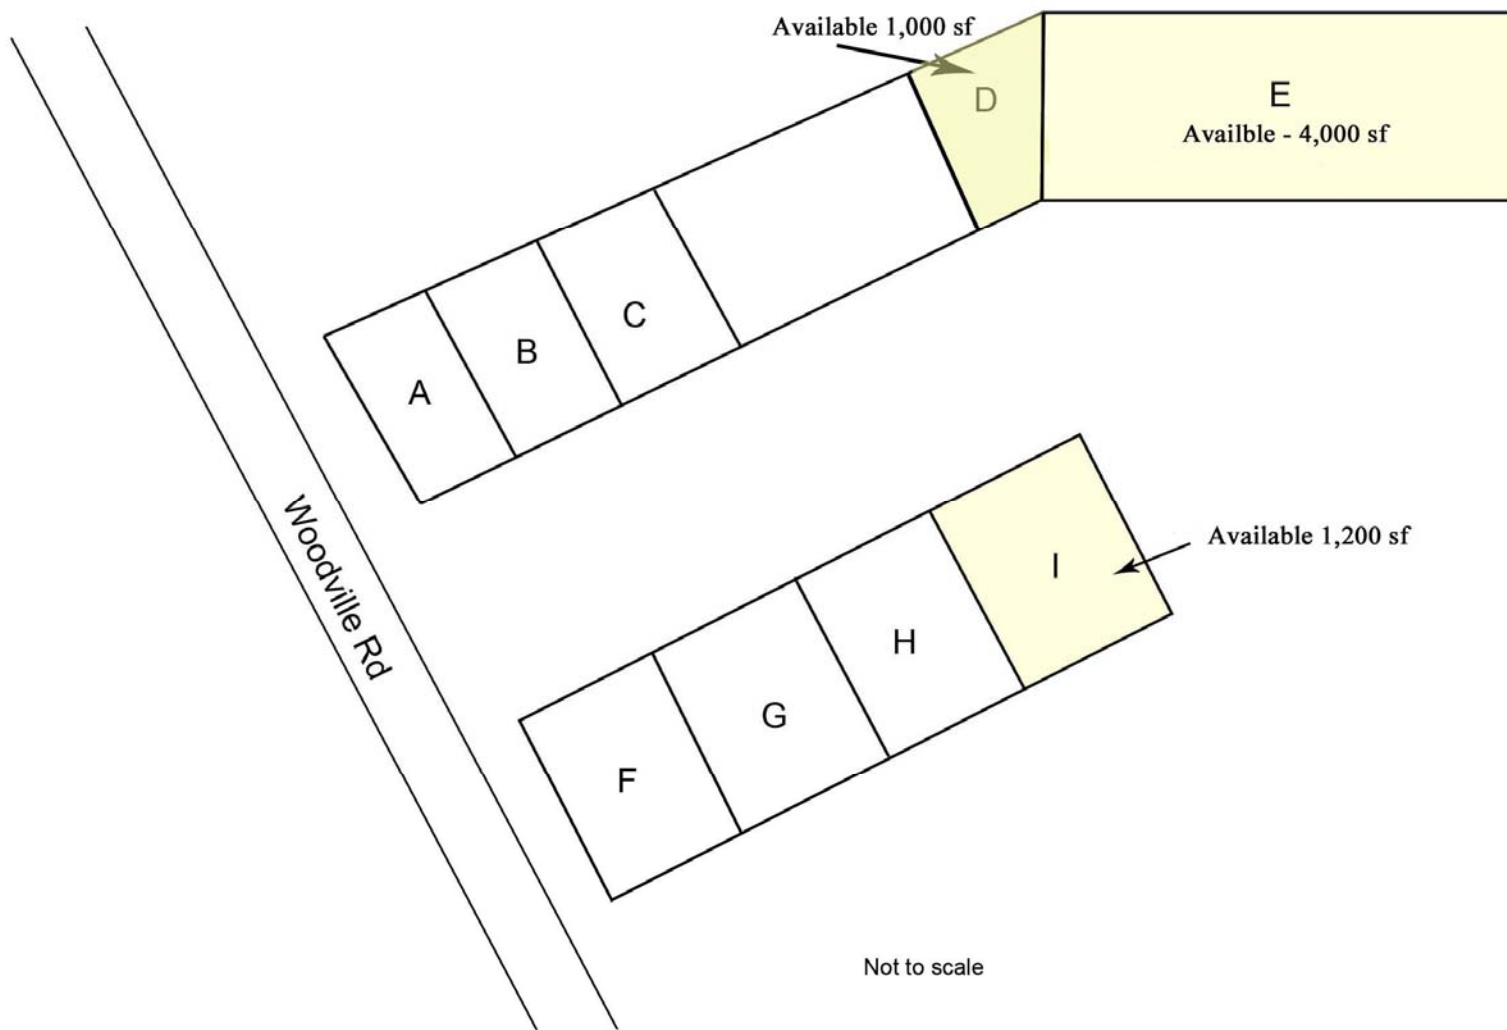 Available 1,000 sf
D
E
Availble - 4,000 sf
C
B
A
Woodville Rd
Available 1,200 sf
I
H
G
F
Not to scale